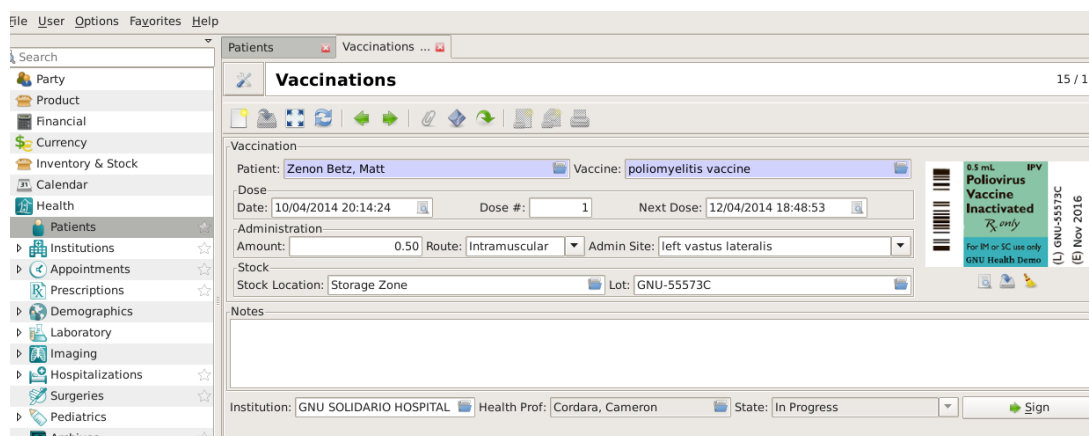 File User Options Favorites Help
Search
Party
Product
Financial
Currency
Inventory & Stock
Calendar
Health
Patients
Institutions
Appointments
Prescriptions
Demographics
Laboratory
Imaging
Hospitalizations
Surgeries
Pediatrics
Patients
Vaccinations ...
Vaccinations
15 / 1
Vaccination
Patient: Zenon Betz, Matt Vaccine: poliomyelitis vaccine
Dose
Date: 10/04/2014 20:14:24 Dose #: 1 Next Dose: 12/04/2014 18:48:53
Administration
Amount: 0.50 Route: Intramuscular Admin Site: left vastus lateralis
Stock
Stock Location: Storage Zone Lot: GNU-55573C
0.5 mL IPV
Poliovirus
Vaccine
Inactivated
Rx only
For IM or SC use only
GNU Health Demo
(L) GNU-55573C
(E) Nov 2016
Notes
Institution: GNU SOLIDARIO HOSPITAL Health Prof: Cordara, Cameron State: In Progress Sign